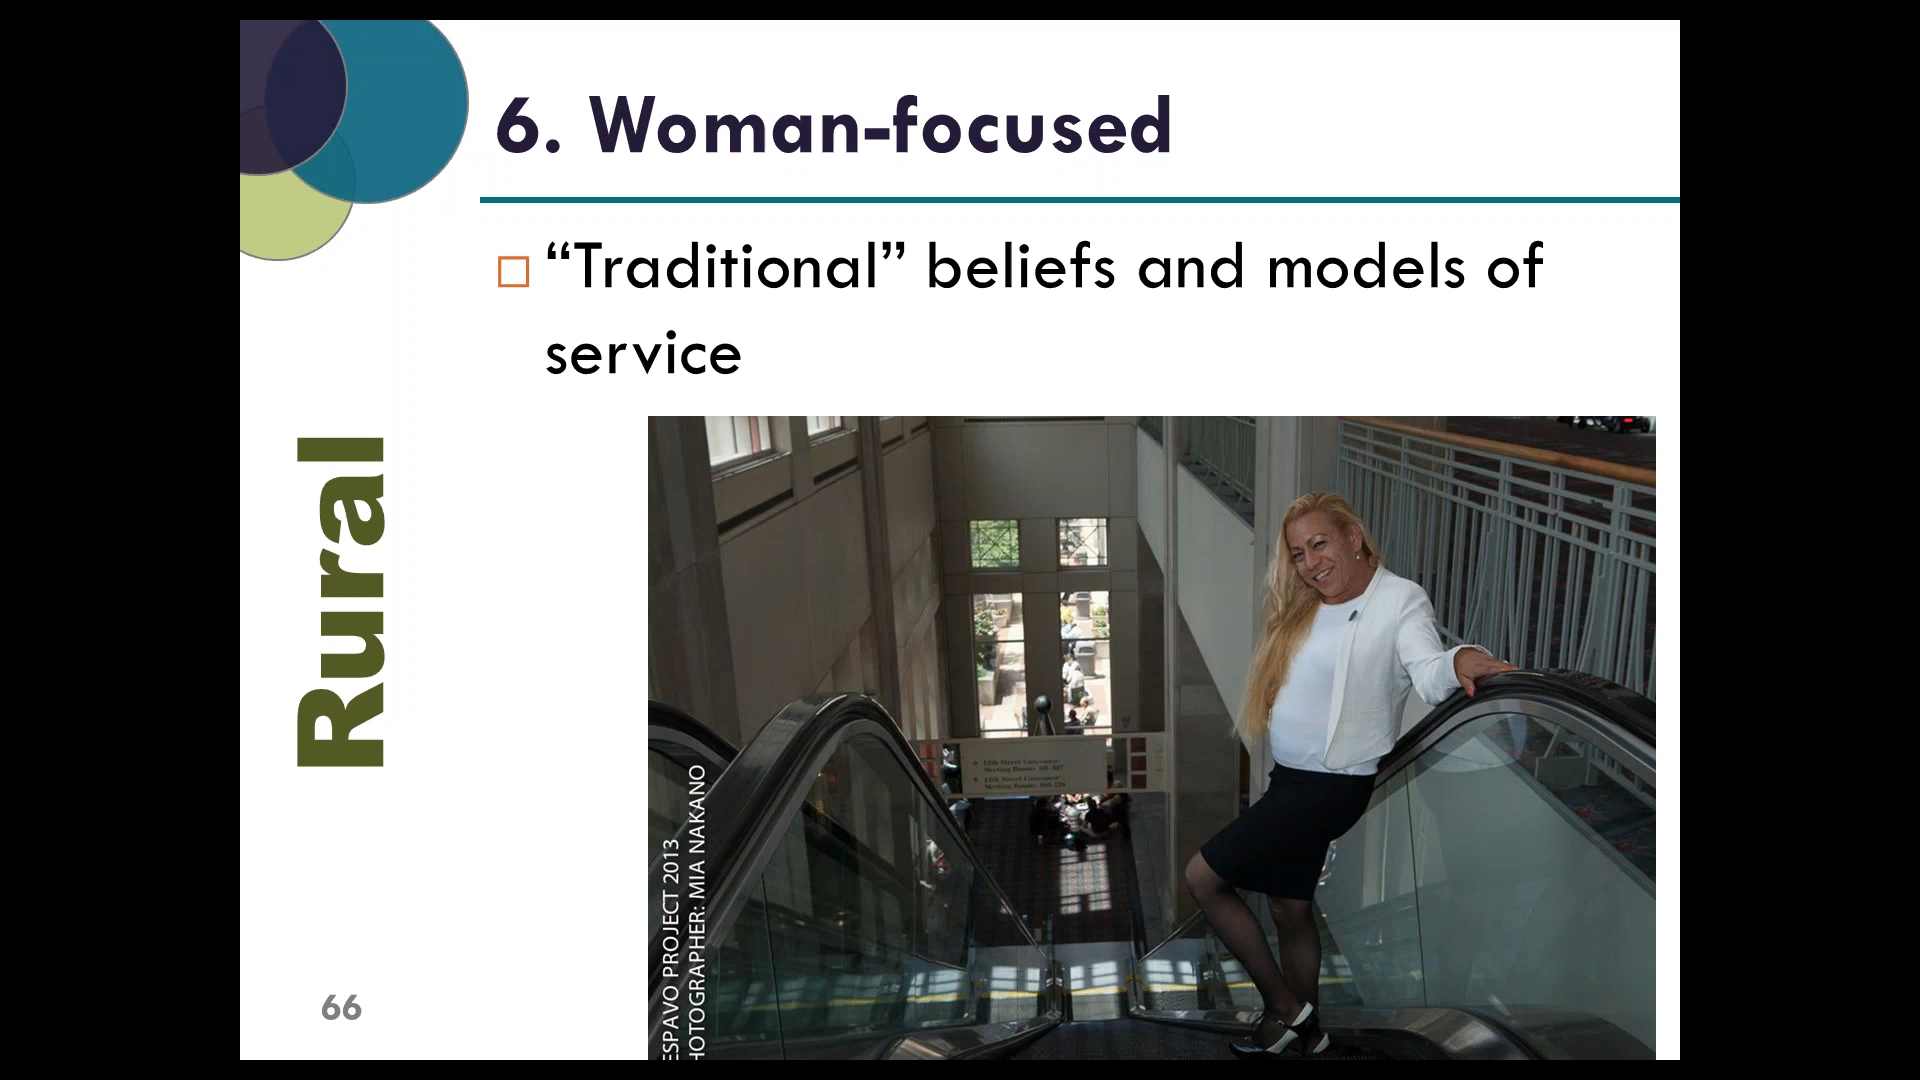 6. Woman-focused
“Traditional” beliefs and models of
service
Rural
ESPAVO PROJECT 2013
HOTOGRAPHER: MIA NAKANO
66